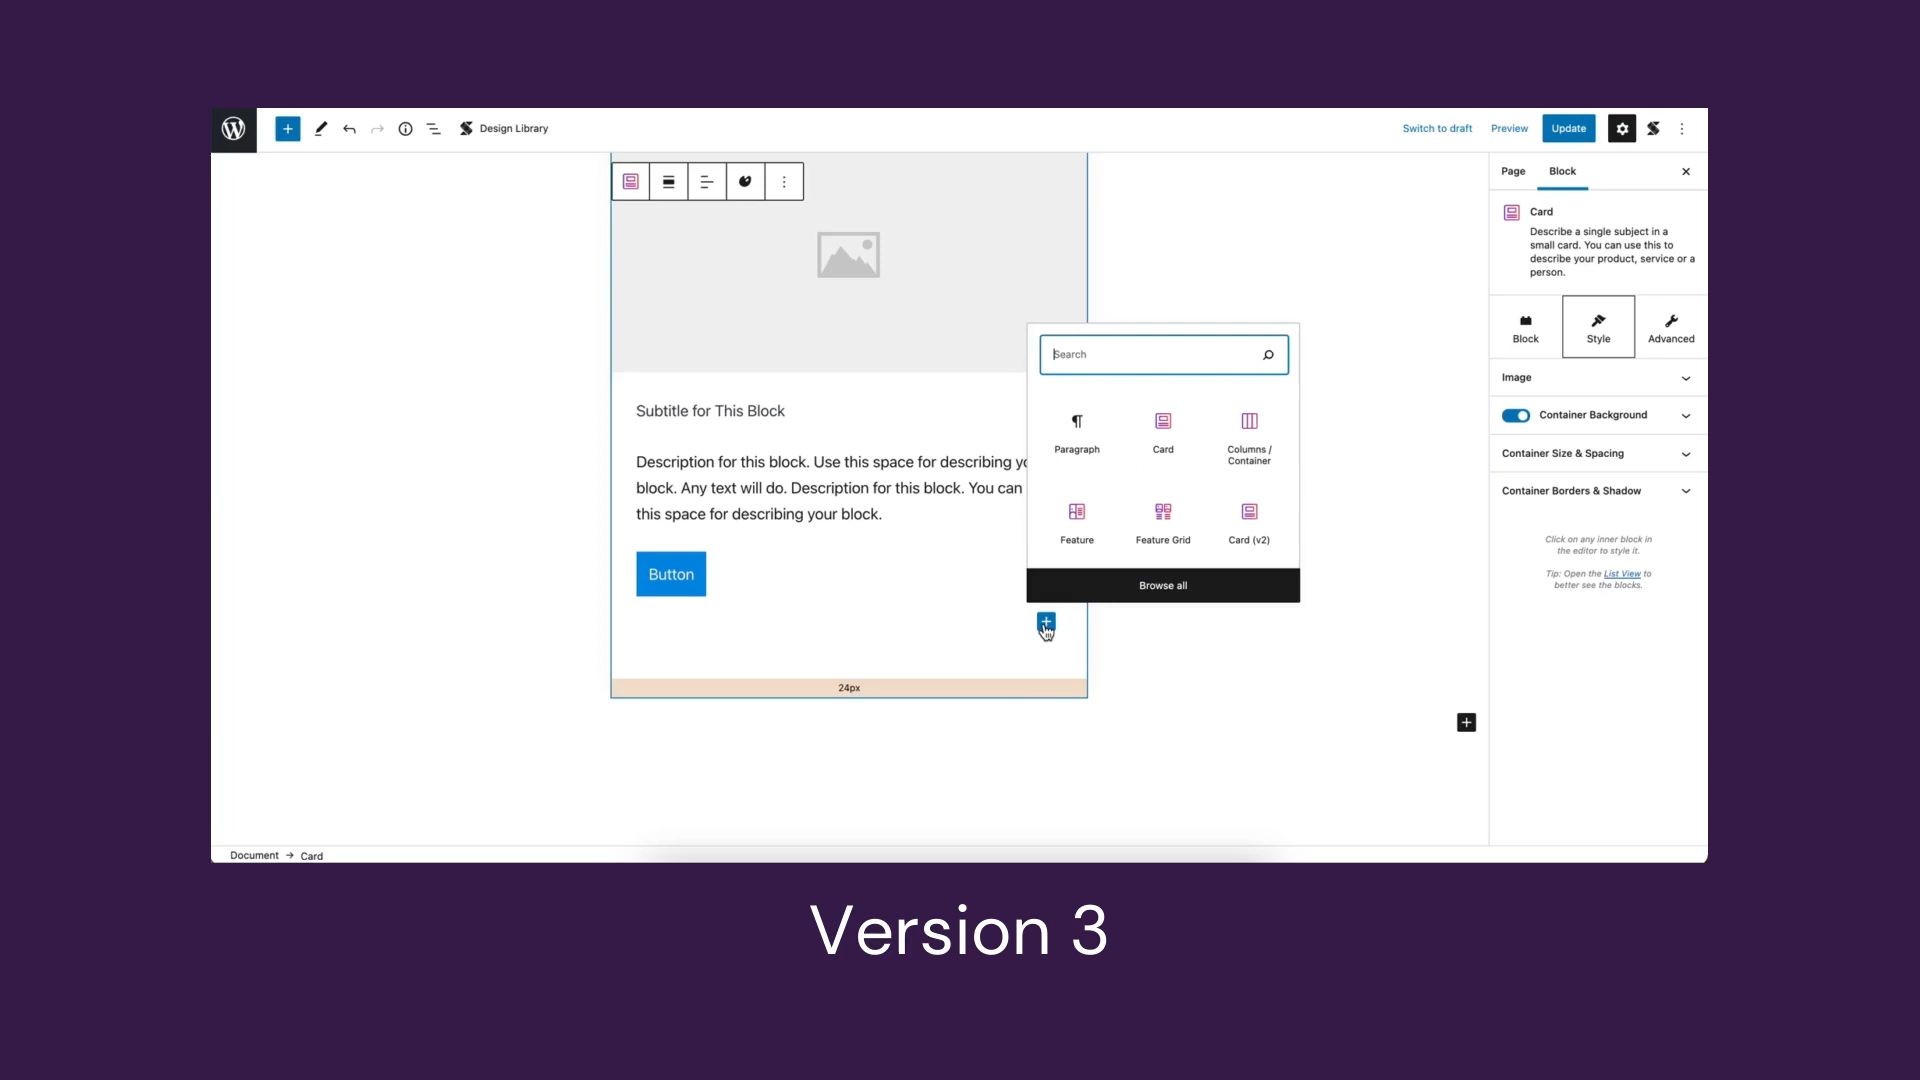 Design Library
Switch to draft
Preview
Update
Page
Block
Card
Describe a single subject in a
small card. You can use this to
describe your product, service or a
person.
Block
Style
Advanced
Image
Container Background
Container Size & Spacing
Container Borders & Shadow
Click on any inner block in
the editor to style it.
Tip: Open the List View to
better see the blocks.
Subtitle for This Block
Description for this block. Use this space for describing
block. Any text will do. Description for this block. You can
this space for describing your block.
Button
24px
Search
Paragraph
Card
Columns /
Container
Feature
Feature Grid
Card (v2)
Browse all
Document → Card
Version 3